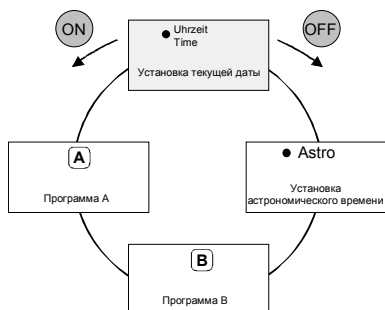 ON
OFF
● Uhrzeit
Time
Установка текущей даты
A
Программа A
● Astro
Установка
астрономического времени
B
Программа B